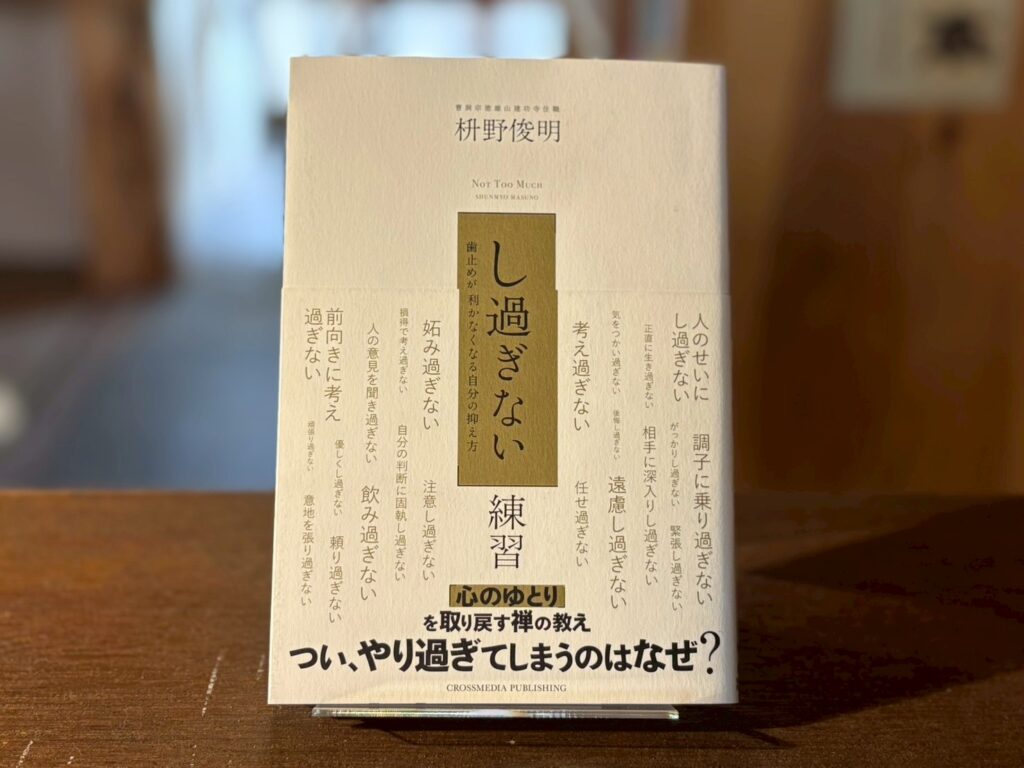 曹洞宗徳雄山建功寺住職
枡野俊明
NOT TOO MUCH
SHUNMYO MASUNO
し過ぎない
練習
歯止めが利かなくなる自分の抑え方
人のせいに
し過ぎない
調子に乗り過ぎない
がっかりし過ぎない
緊張し過ぎない
正直に生き過ぎない
相手に深入りし過ぎない
気をつかい過ぎない
後悔し過ぎない
遠慮し過ぎない
考え過ぎない
任せ過ぎない
妬み過ぎない
注意し過ぎない
損得で考え過ぎない
自分の判断に固執し過ぎない
人の意見を聞き過ぎない
飲み過ぎない
前向きに考え
過ぎない
優しくし過ぎない
頼り過ぎない
頑張り過ぎない
意地を張り過ぎない
心のゆとり
を取り戻す禅の教え
つい、やり過ぎてしまうのはなぜ?
CROSSMEDIA PUBLISHING